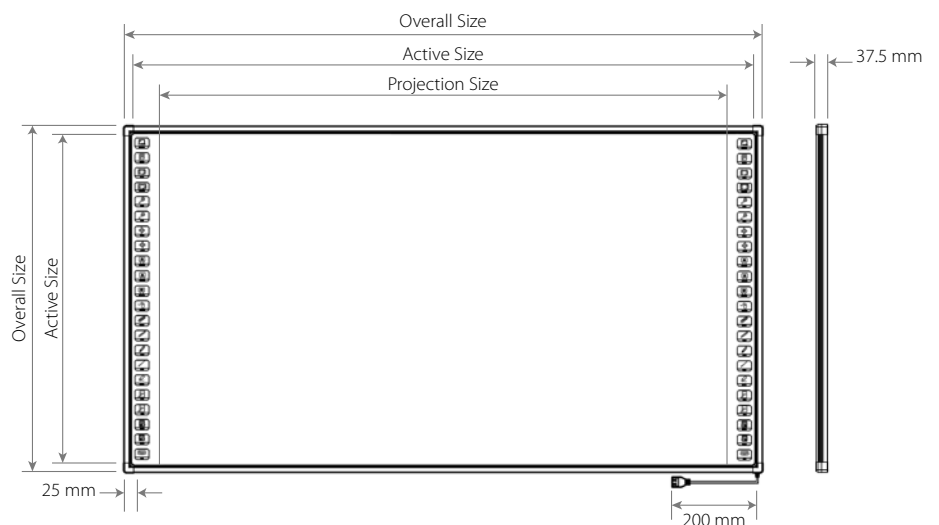 Overall Size
Active Size
Projection Size
37.5 mm
Overall Size
Active Size
25 mm
200 mm